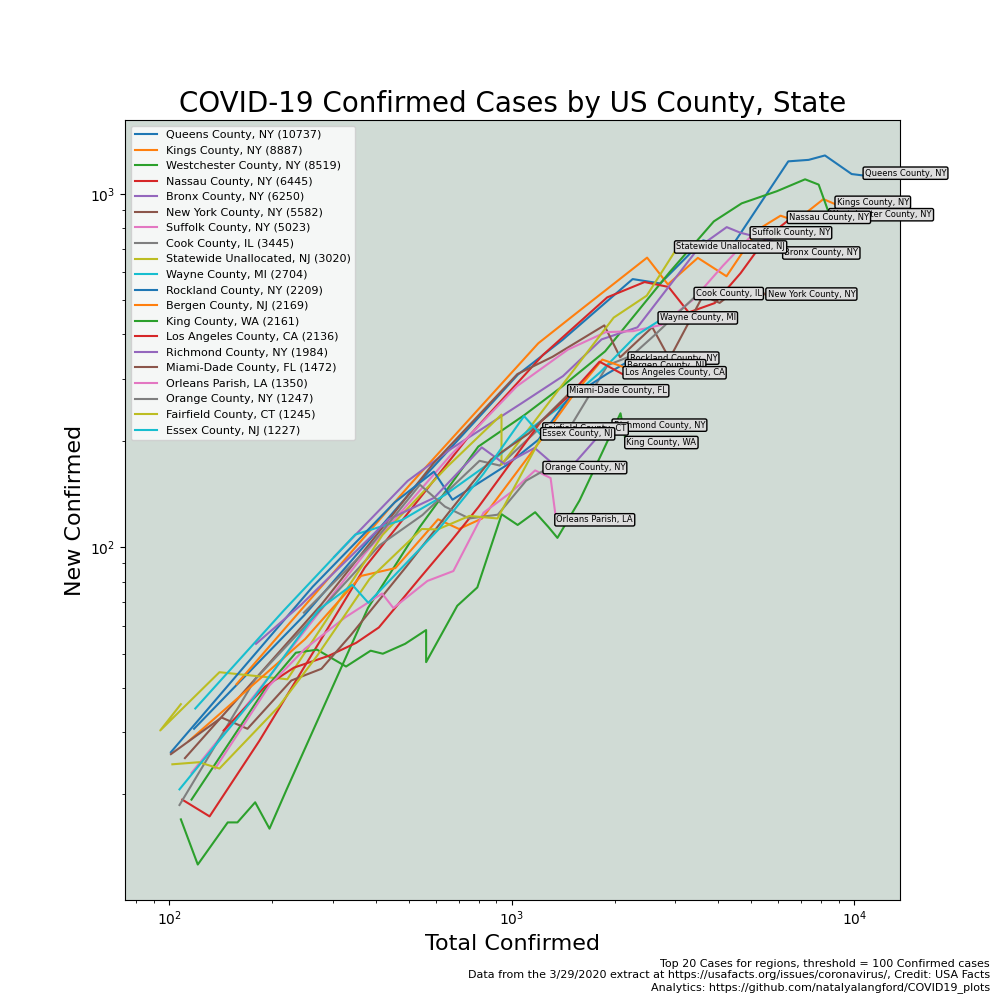 COVID-19 Confirmed Cases by US County, State
Queens County, NY (10737)
Kings County, NY (8887)
Westchester County, NY (8519)
Nassau County, NY (6445)
Bronx County, NY (6250)
New York County, NY (5582)
Suffolk County, NY (5023)
Cook County, IL (3445)
Statewide Unallocated, NJ (3020)
Wayne County, MI (2704)
Rockland County, NY (2209)
Bergen County, NJ (2169)
King County, WA (2161)
Los Angeles County, CA (2136)
Richmond County, NY (1984)
Miami-Dade County, FL (1472)
Orleans Parish, LA (1350)
Orange County, NY (1247)
Fairfield County, CT (1245)
Essex County, NJ (1227)
Queens County, NY
Kings County, NY
Nassau County, NY
ter County, NY
Suffolk County, NY
Statewide Unallocated, NJ
Bronx County, NY
Cook County, IL
New York County, NY
Wayne County, MI
Rockland County, NY
Bergen County, NJ
Los Angeles County, CA
Miami-Dade County, FL
hmond County, NY
Fairfield County, CT
Essex County, NJ
King County, WA
Orange County, NY
Orleans Parish, LA
New Confirmed
10³
10²
10² 10³ 10⁴
Total Confirmed
Top 20 Cases for regions, threshold = 100 Confirmed cases
Data from the 3/29/2020 extract at https://usafacts.org/issues/coronavirus/, Credit: USA Facts
Analytics: https://github.com/natalyalangford/COVID19_plots